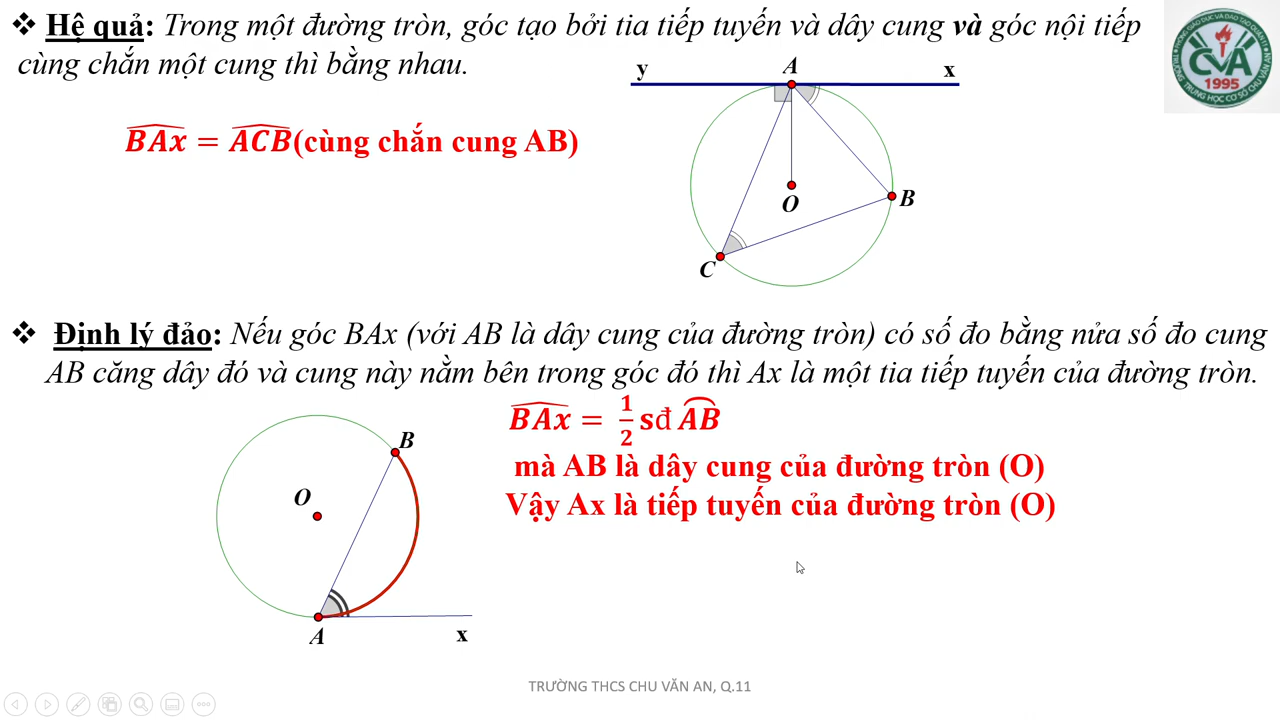 ❖ Hệ quả: Trong một đường tròn, góc tạo bởi tia tiếp tuyến và dây cung và góc nội tiếp
cùng chắn một cung thì bằng nhau.
y A x
BAx = ACB(cùng chắn cung AB)
O
B
C
CVA
1995
❖ Định lý đảo: Nếu góc BAx (với AB là dây cung của đường tròn) có số đo bằng nửa số đo cung
AB căng dây đó và cung này nằm bên trong góc đó thì Ax là một tia tiếp tuyến của đường tròn.
BAx = 1/2 sđ AB
mà AB là dây cung của đường tròn (O)
Vậy Ax là tiếp tuyến của đường tròn (O)
B
O
A
x
TRƯỜNG THCS CHU VĂN AN, Q.11